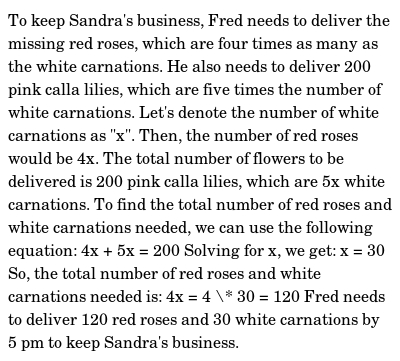 To keep Sandra's business, Fred needs to deliver the
missing red roses, which are four times as many as
the white carnations. He also needs to deliver 200
pink calla lilies, which are five times the number of
white carnations. Let's denote the number of white
carnations as "x". Then, the number of red roses
would be 4x. The total number of flowers to be
delivered is 200 pink calla lilies, which are 5x white
carnations. To find the total number of red roses and
white carnations needed, we can use the following
equation: 4x + 5x = 200 Solving for x, we get: x = 30
So, the total number of red roses and white
carnations needed is: 4x = 4 \* 30 = 120 Fred needs
to deliver 120 red roses and 30 white carnations by
5 pm to keep Sandra's business.